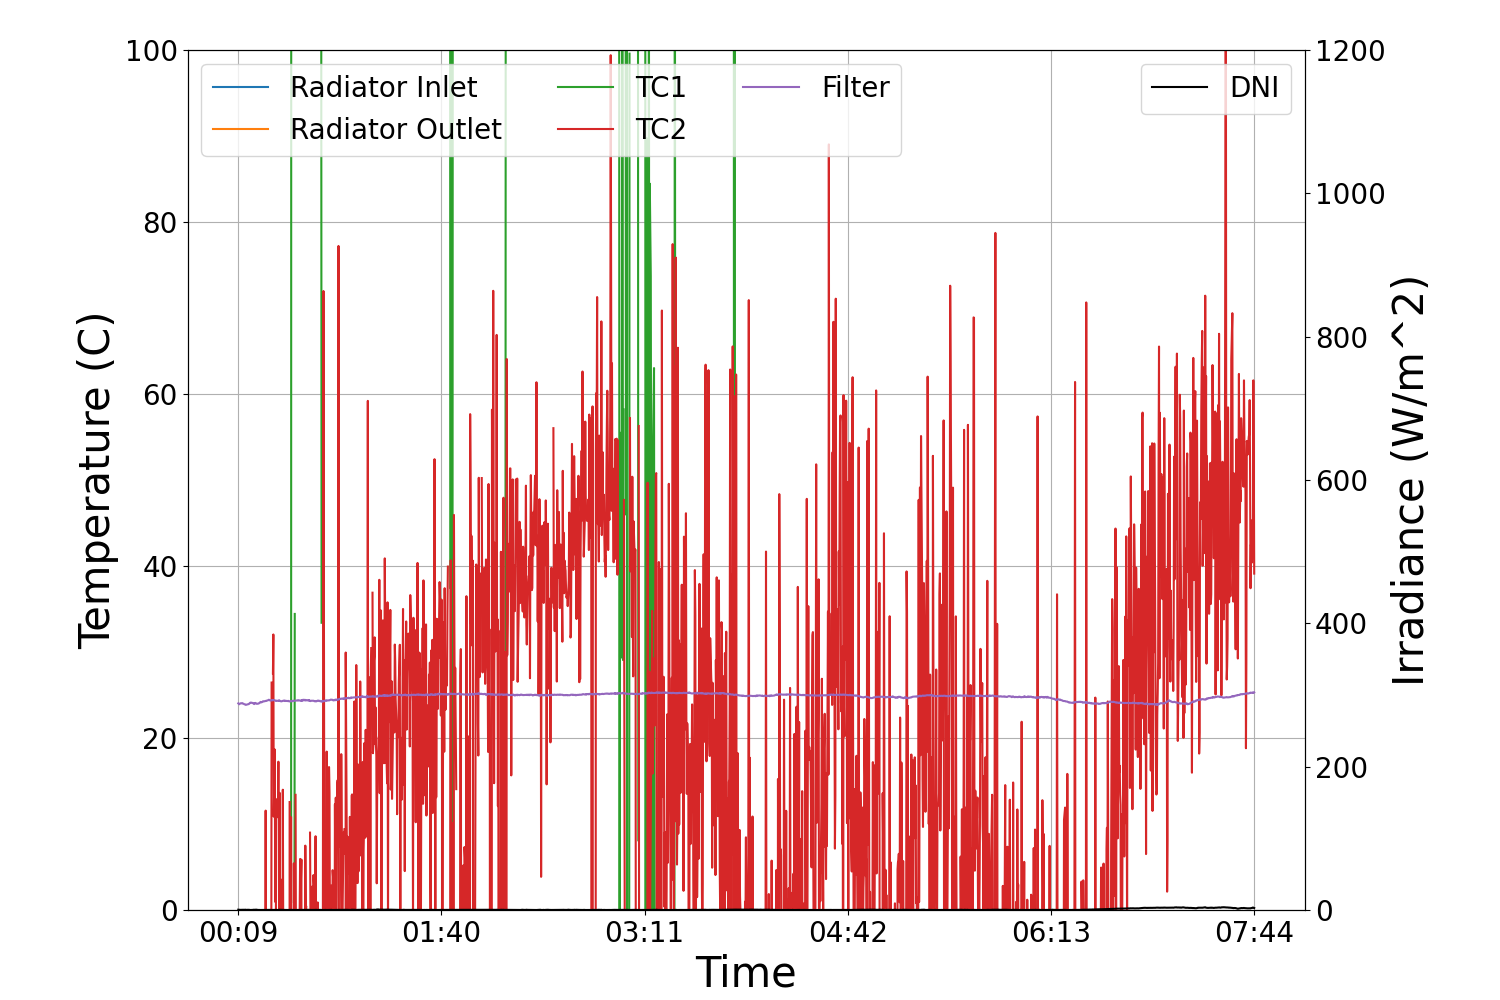 100
80
60
40
20
0
Temperature (C)
Radiator Inlet
Radiator Outlet
TC1
TC2
Filter
DNI
1200
1000
800
600
400
200
0
Irradiance (W/m^2)
00:09
01:40
03:11
04:42
06:13
07:44
Time